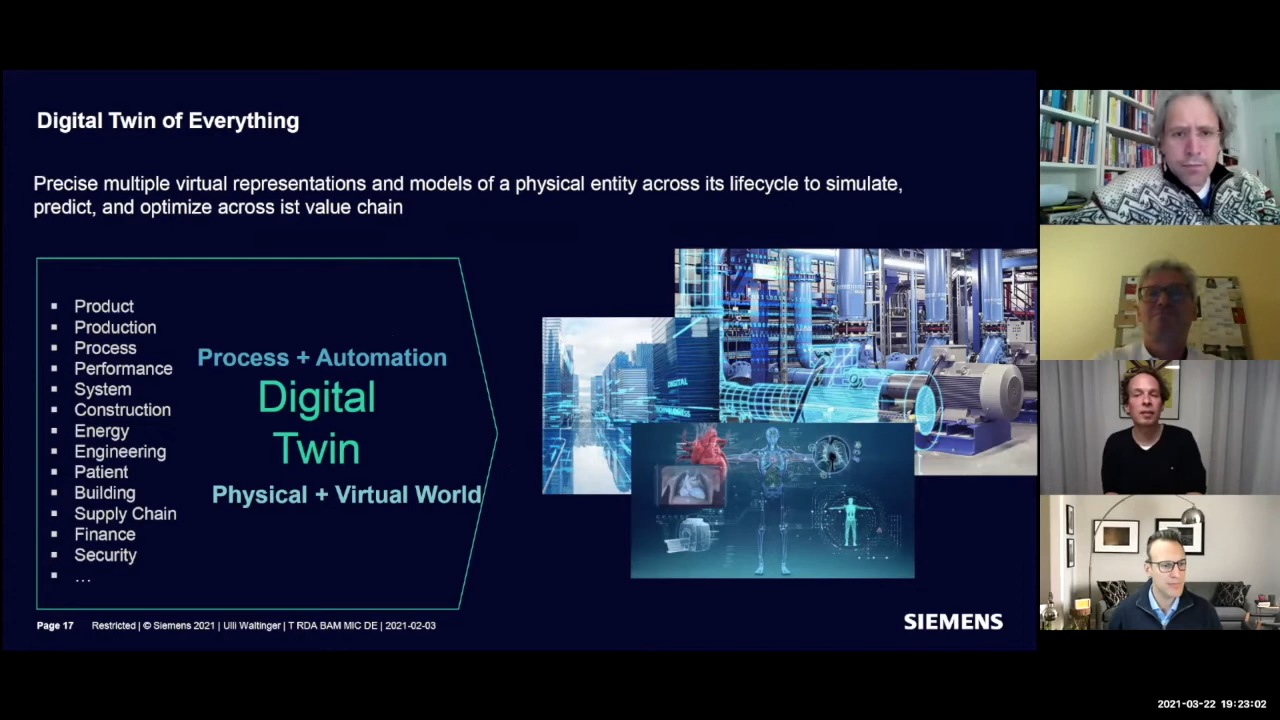 Digital Twin of Everything
Precise multiple virtual representations and models of a physical entity across its lifecycle to simulate,
predict, and optimize across ist value chain
▪ Product
▪ Production
▪ Process
▪ Performance
▪ System
▪ Construction
▪ Energy
▪ Engineering
▪ Patient
▪ Building
▪ Supply Chain
▪ Finance
▪ Security
▪ …
Process + Automation
Digital
Twin
Physical + Virtual World
DIGITAL
Page 17 Restricted | © Siemens 2021 | Ulli Waltinger | T RDA BAM MIC DE | 2021-02-03
SIEMENS
2021-03-22 19:23:02